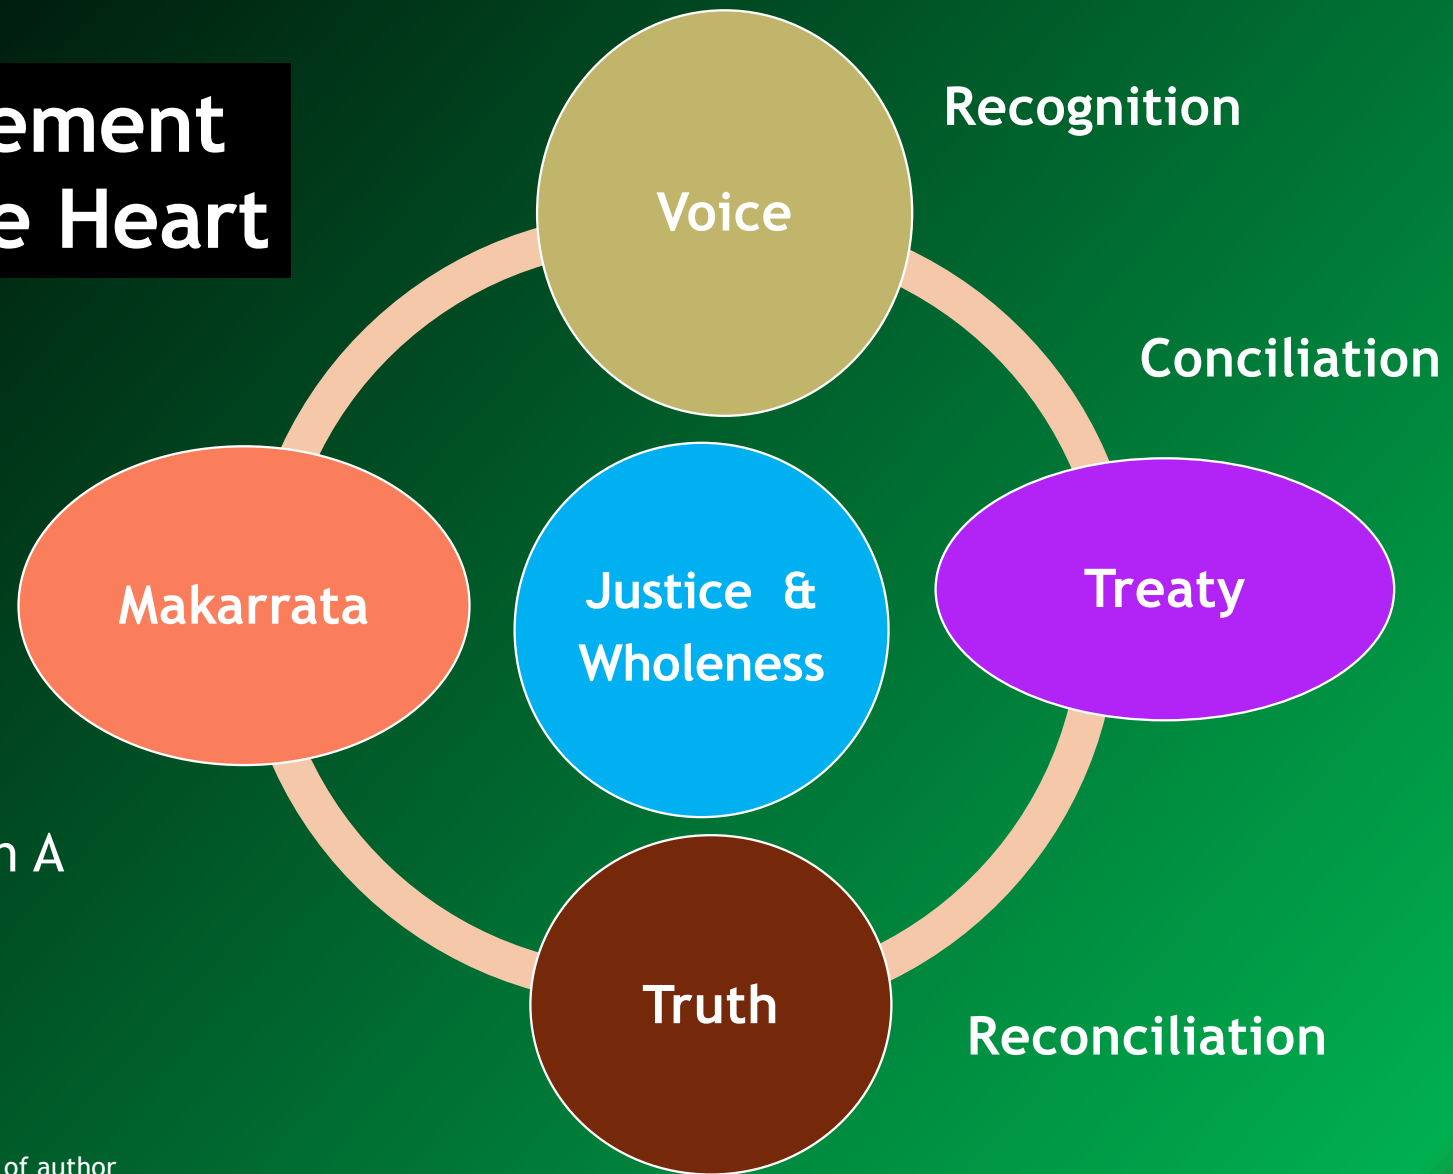 ement
e Heart
Recognition
Voice
Conciliation
Makarrata
Justice &
Wholeness
Treaty
n A
Truth
Reconciliation
of author